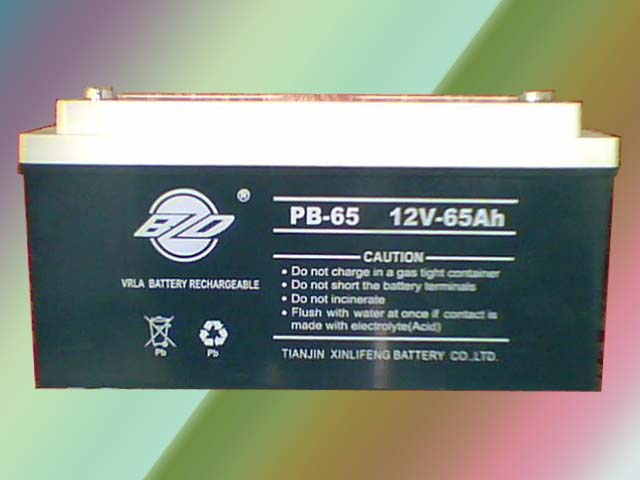 BZO ®
PB-65 12V-65Ah
VRLA BATTERY RECHARGEABLE
CAUTION
• Do not charge in a gas tight container
• Do not short the battery terminals
• Do not incinerate
• Flush with water at once if contact is
made with electrolyte(Acid)
Pb Pb
TIANJIN XINLIFENG BATTERY CO.,LTD.